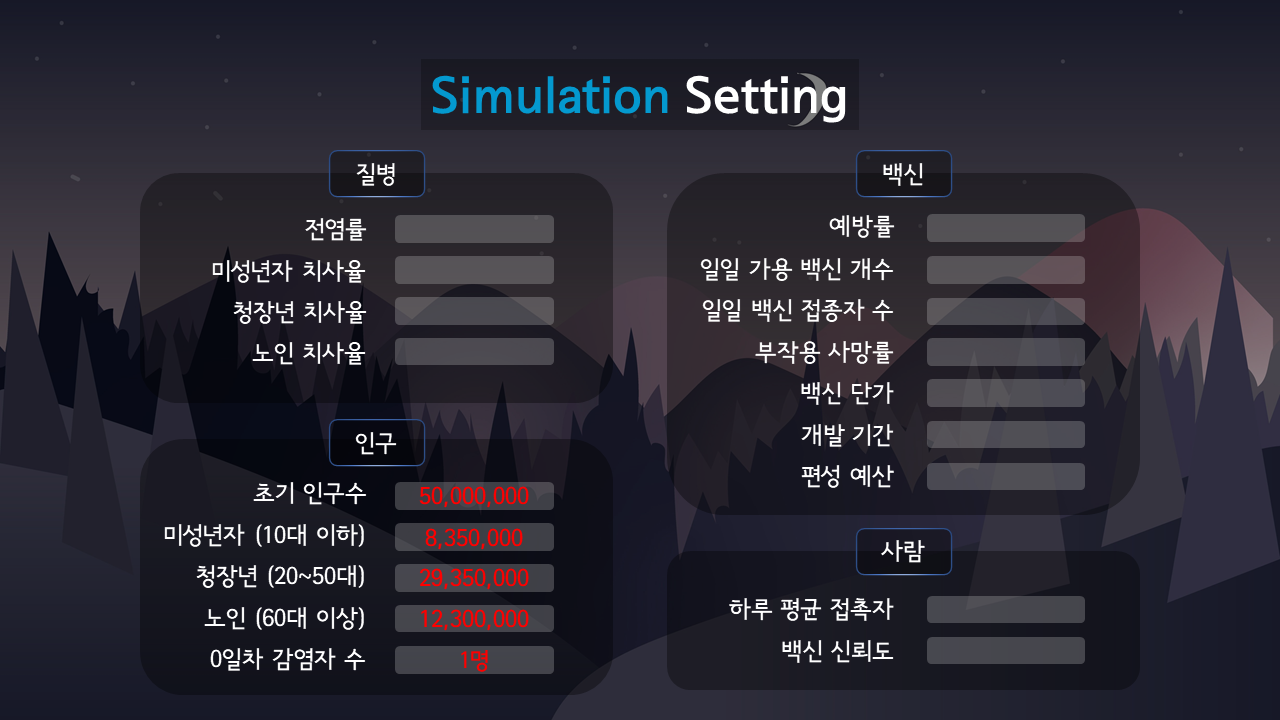 Simulation Setting
질병
전염률
미성년자 치사율
청장년 치사율
노인 치사율
인구
초기 인구수 50,000,000
미성년자 (10대 이하) 8,350,000
청장년 (20~50대) 29,350,000
노인 (60대 이상) 12,300,000
0일차 감염자 수 1명
백신
예방률
일일 가용 백신 개수
일일 백신 접종자 수
부작용 사망률
백신 단가
개발 기간
편성 예산
사람
하루 평균 접촉자
백신 신뢰도